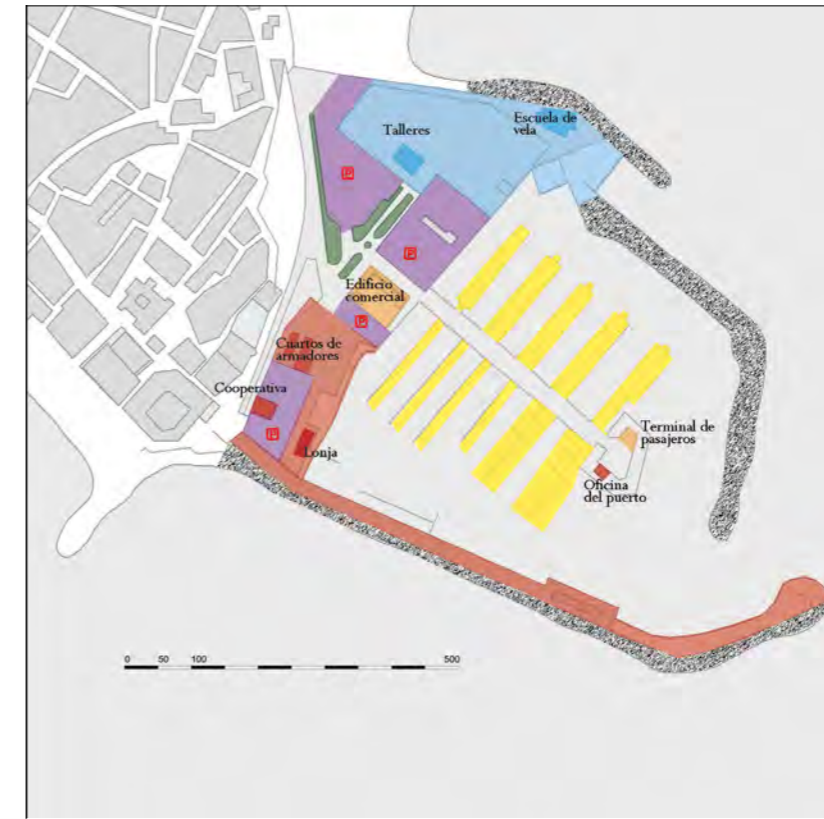 Escuela de
vela
Talleres
P
P
Edificio
comercial
P
Cuartos de
armadores
Cooperativa
P
Lonja
Terminal de
pasajeros
Oficina
del puerto
0 50 100 500